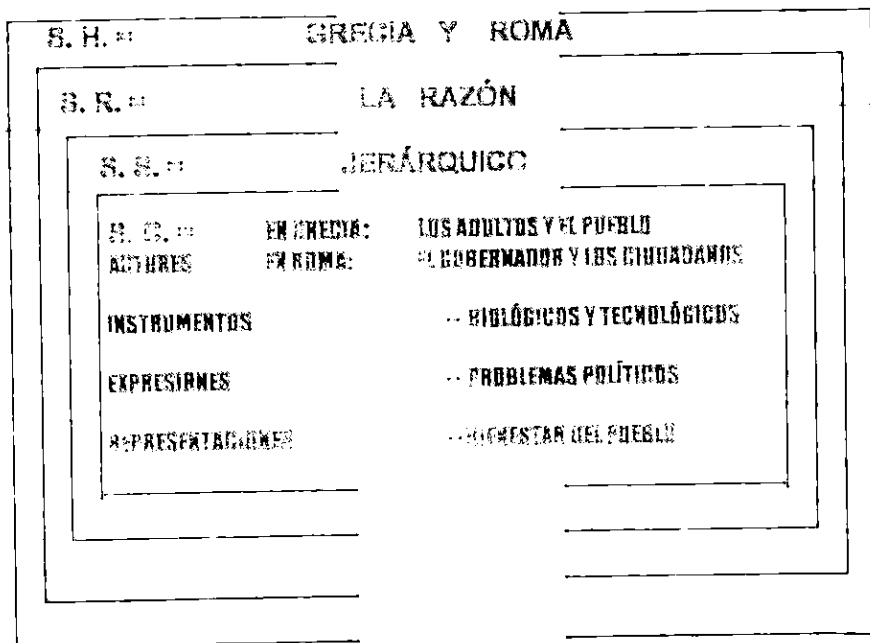 S. H. = GRECIA Y ROMA
S. R. = LA RAZÓN
S. S. = JERÁRQUICO
S. C. = EN GRECIA: LOS ADULTOS Y EL PUEBLO
ACTORES EN ROMA: EL GOBERNADOR Y LOS CIUDADANOS
INSTRUMENTOS -- BIOLÓGICOS Y TECNOLÓGICOS
EXPRESIONES -- PROBLEMAS POLÍTICOS
REPRESENTACIONES --BIENESTAR DEL PUEBLO